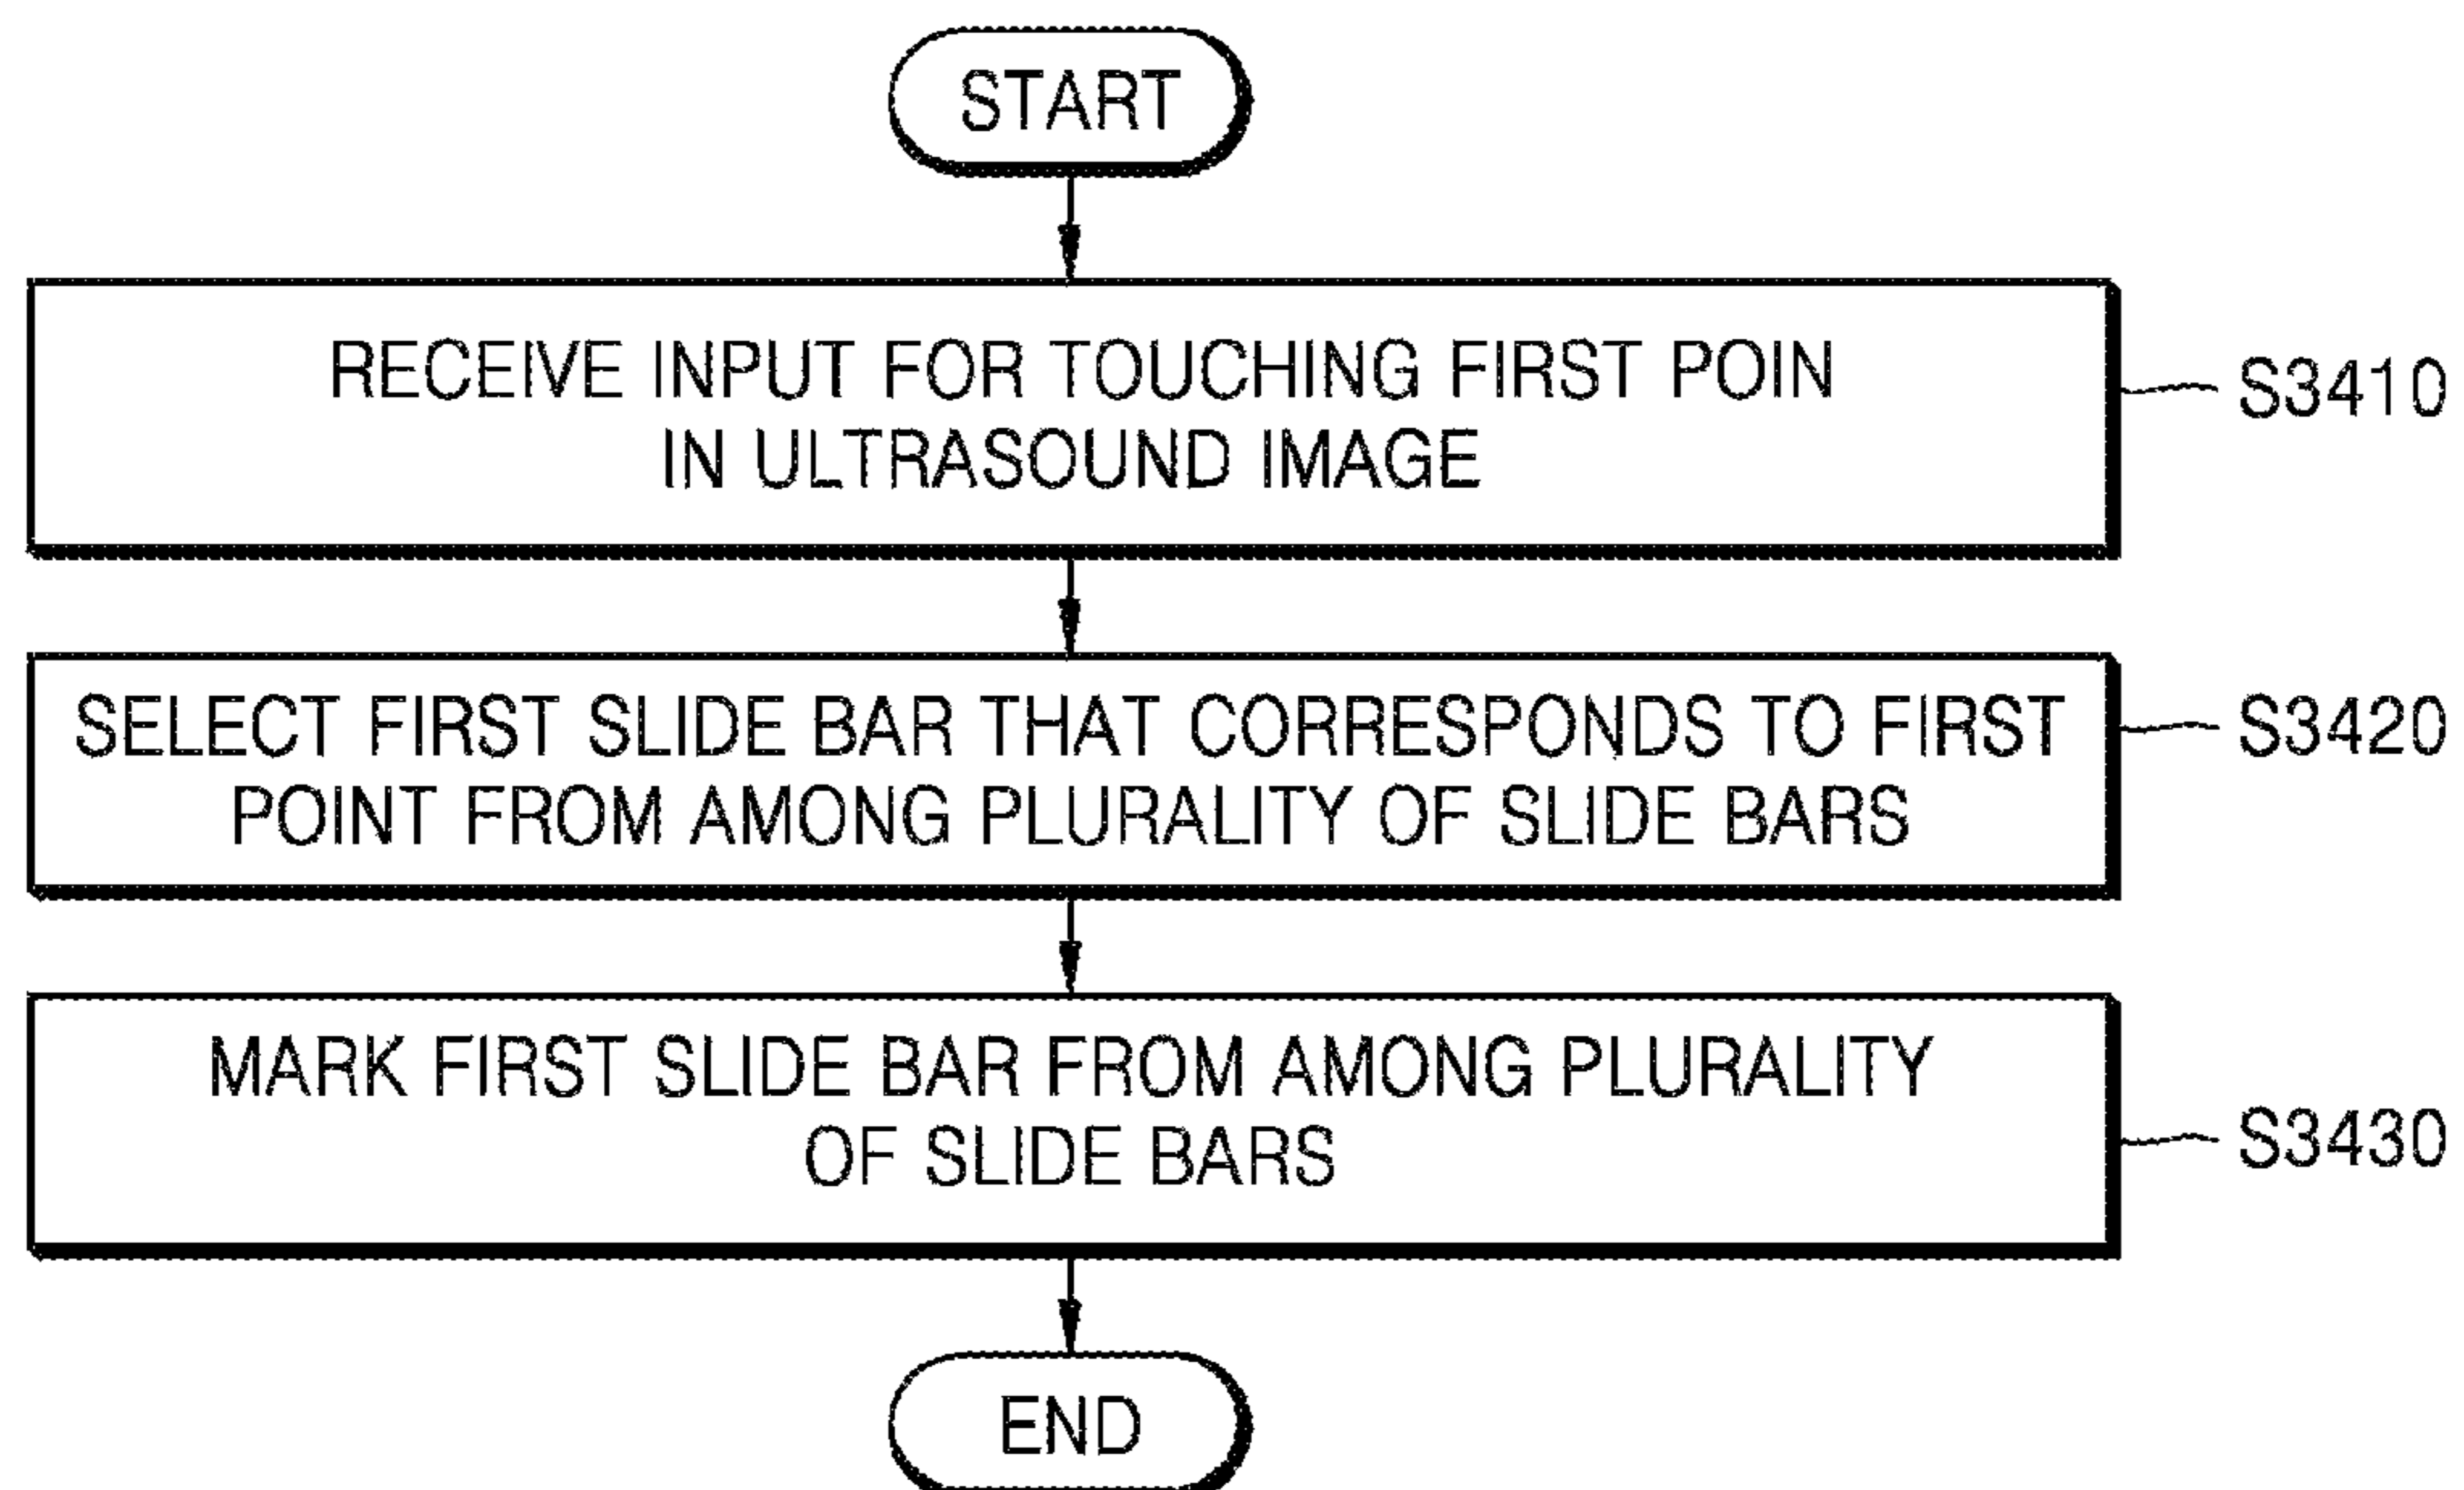 START
RECEIVE INPUT FOR TOUCHING FIRST POIN
IN ULTRASOUND IMAGE
S3410
SELECT FIRST SLIDE BAR THAT CORRESPONDS TO FIRST
POINT FROM AMONG PLURALITY OF SLIDE BARS
S3420
MARK FIRST SLIDE BAR FROM AMONG PLURALITY
OF SLIDE BARS
S3430
END